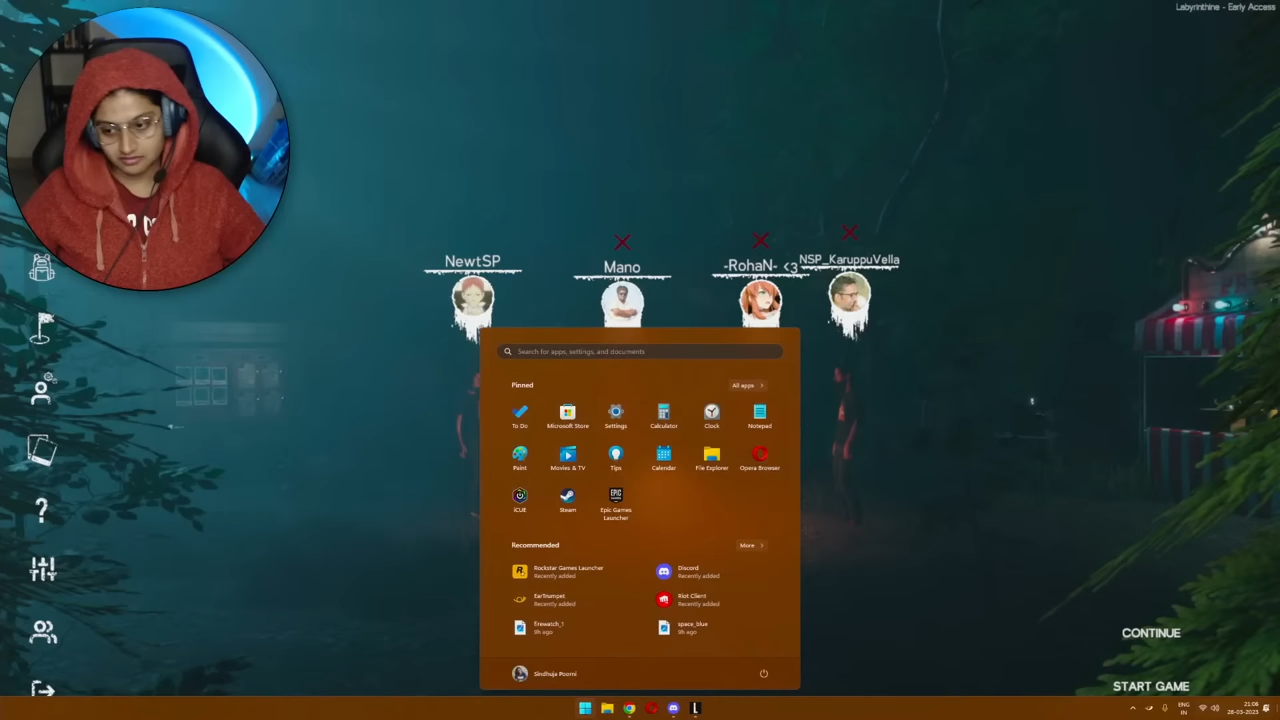 Labyrinthine - Early Access
NewtSP
Mano
-RohaN- <3
NSP_KaruppuVella
Search for apps, settings, and documents
Pinned
All apps
To Do
Microsoft Store
Settings
Calculator
Clock
Notepad
Paint
Movies & TV
Tips
Calendar
File Explorer
Opera Browser
iCUE
Steam
EPIC
Epic Games
Launcher
Recommended
More
Rockstar Games Launcher
Recently added
Discord
Recently added
EarTrumpet
Recently added
Riot Client
Recently added
firewatch_1
9h ago
space_blue
9h ago
Sindhuja Poorni
CONTINUE
START GAME
ENG
IN
21:06
28-03-2023